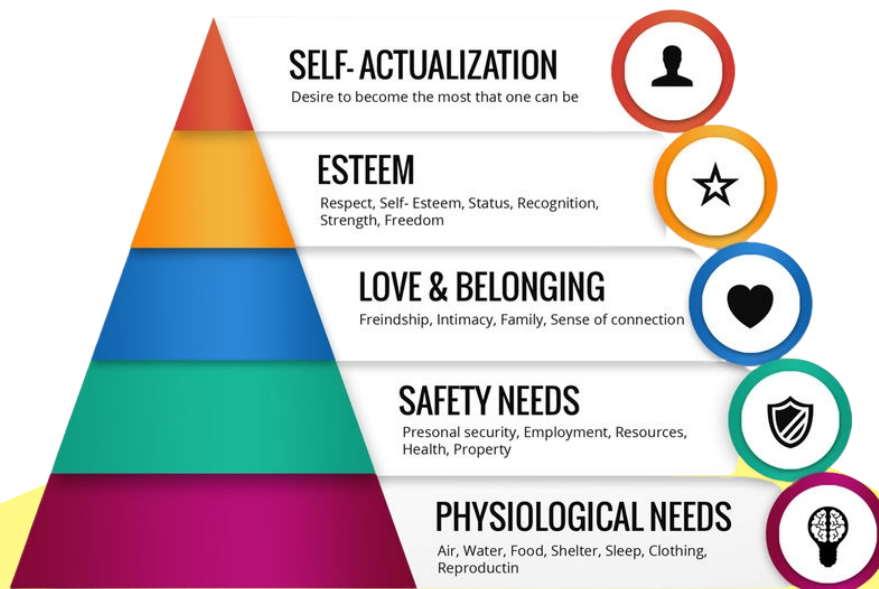 SELF- ACTUALIZATION
Desire to become the most that one can be
ESTEEM
Respect, Self- Esteem, Status, Recognition,
Strength, Freedom
LOVE & BELONGING
Freindship, Intimacy, Family, Sense of connection
SAFETY NEEDS
Presonal security, Employment, Resources,
Health, Property
PHYSIOLOGICAL NEEDS
Air, Water, Food, Shelter, Sleep, Clothing,
Reproductin